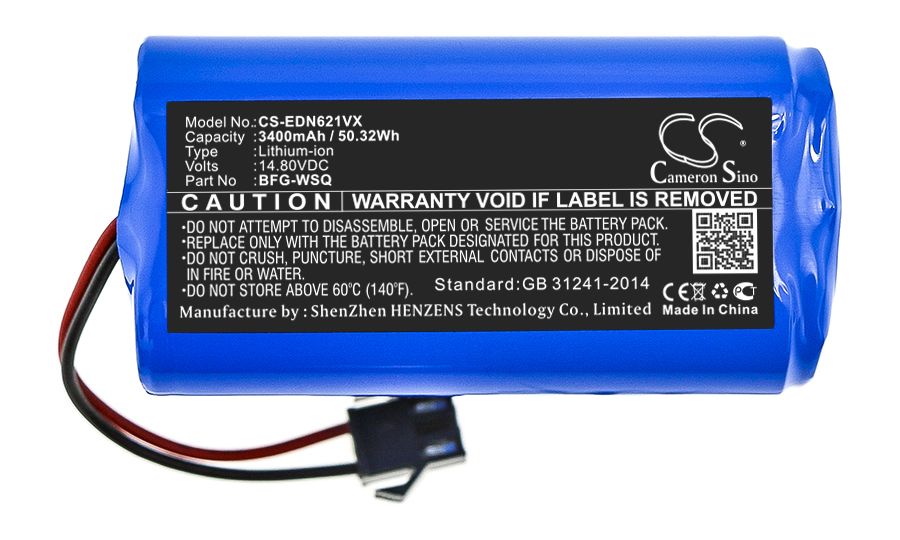 Model No.:CS-EDN621VX
Capacity :3400mAh / 50.32Wh
Type :Lithium-ion
Volts :14.80VDC
Part No :BFG-WSQ
CS
Cameron Sino
CAUTION WARRANTY VOID IF LABEL IS REMOVED
•DO NOT ATTEMPT TO DISASSEMBLE, OPEN OR SERVICE THE BATTERY PACK.
•REPLACE ONLY WITH THE BATTERY PACK DESIGNATED FOR THIS PRODUCT.
•DO NOT CRUSH, PUNCTURE, SHORT EXTERNAL CONTACTS OR DISPOSE OF
IN FIRE OR WATER.
•DO NOT STORE ABOVE 60°C (140°F).
Standard:GB 31241-2014
Manufacture by : ShenZhen HENZENS Technology Co., Limited
CE
PCT
Made In China